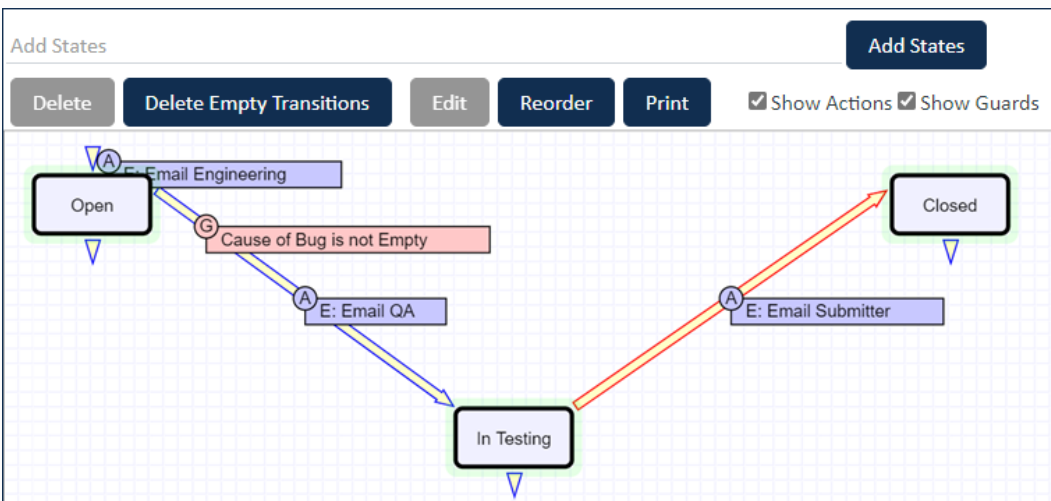 Add States
Add States
Delete
Delete Empty Transitions
Edit
Reorder
Print
Show Actions
Show Guards
A
E: Email Engineering
Open
G
Cause of Bug is not Empty
Closed
A
E: Email QA
A
E: Email Submitter
In Testing